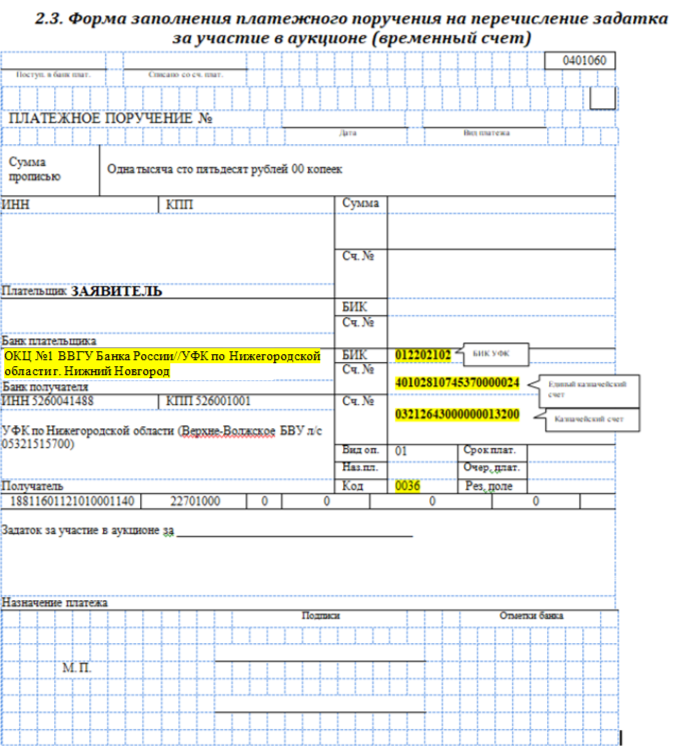 2.3. Форма заполнения платежного поручения на перечисление задатка
за участие в аукционе (временный счет)
0401060
Поступ. в банк плат.
Списано со сч. плат.
ПЛАТЕЖНОЕ ПОРУЧЕНИЕ №
Дата
Вид платежа
Сумма
прописью
Одна тысяча сто пятьдесят рублей 00 копеек
ИНН
КПП
Сумма
Сч. №
Плательщик ЗАЯВИТЕЛЬ
БИК
Сч. №
Банк плательщика
ОКЦ №1 ВВГУ Банка России//УФК по Нижегородской
области г. Нижний Новгород
БИК
012202102
БИК УФК
Сч. №
40102810745370000024
Единый казначейский
счет
Банк получателя
ИНН 5260041488
КПП 526001001
Сч. №
03212643000000013200
Казначейский счет
УФК по Нижегородской области (Верхне-Волжское БВУ л/с
05321515700)
Вид оп.
01
Срок плат.
Наз.пл.
Очер. плат.
Получатель
Код
0036
Рез. поле
18811601121010001140
22701000
0
0
0
0
Задаток за участие в аукционе за
Назначение платежа
Подписи
Отметки банка
М.П.